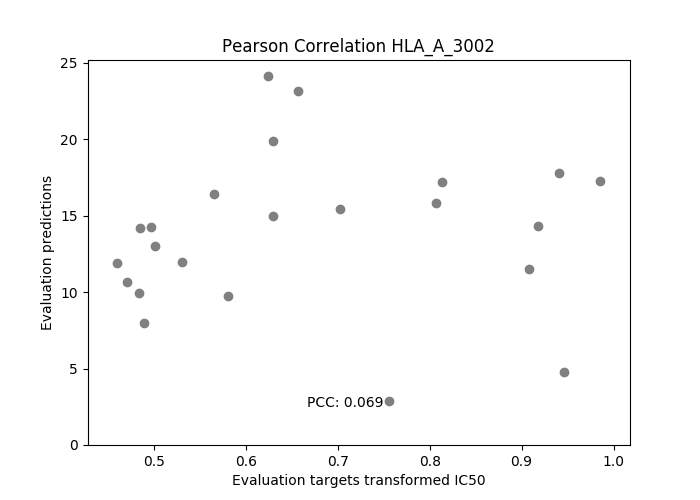 Pearson Correlation HLA_A_3002
Evaluation predictions
25
20
15
10
5
0
PCC: 0.069
0.5 0.6 0.7 0.8 0.9 1.0
Evaluation targets transformed IC50